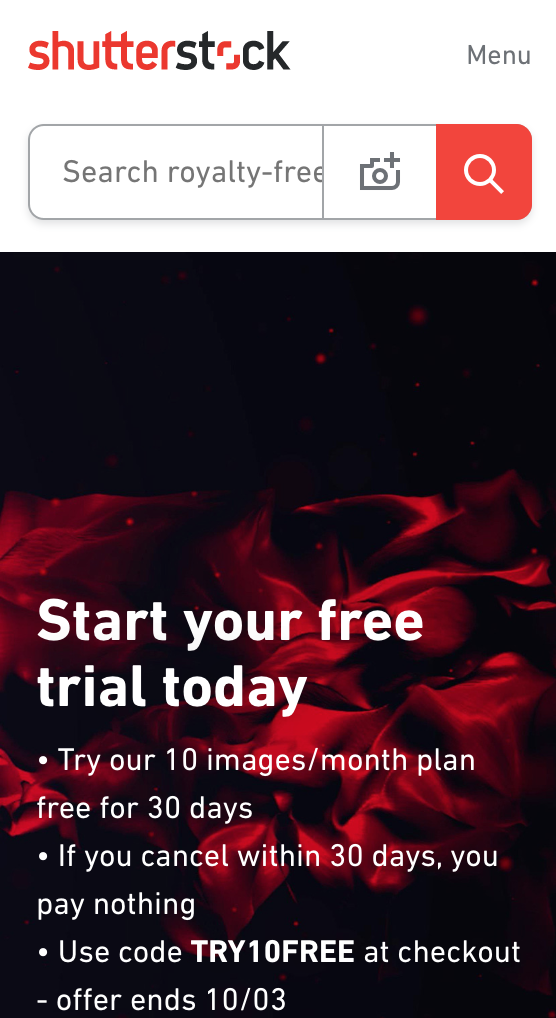 shutterstock
Menu
Search royalty-free
Start your free
trial today
• Try our 10 images/month plan
free for 30 days
• If you cancel within 30 days, you
pay nothing
• Use code TRY10FREE at checkout
- offer ends 10/03